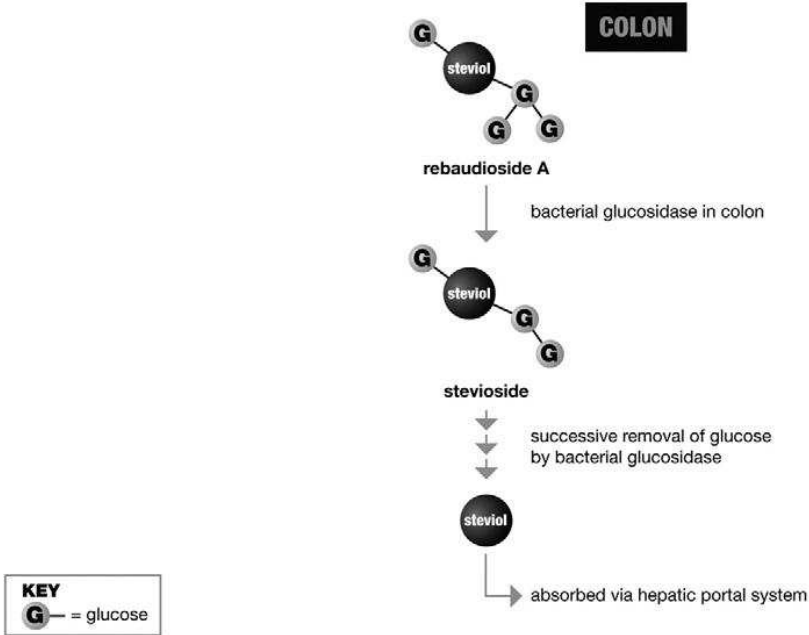 COLON
G
steviol
G
G
G
rebaudioside A
bacterial glucosidase in colon
G
steviol
G
G
stevioside
successive removal of glucose
by bacterial glucosidase
steviol
absorbed via hepatic portal system
KEY
G = glucose